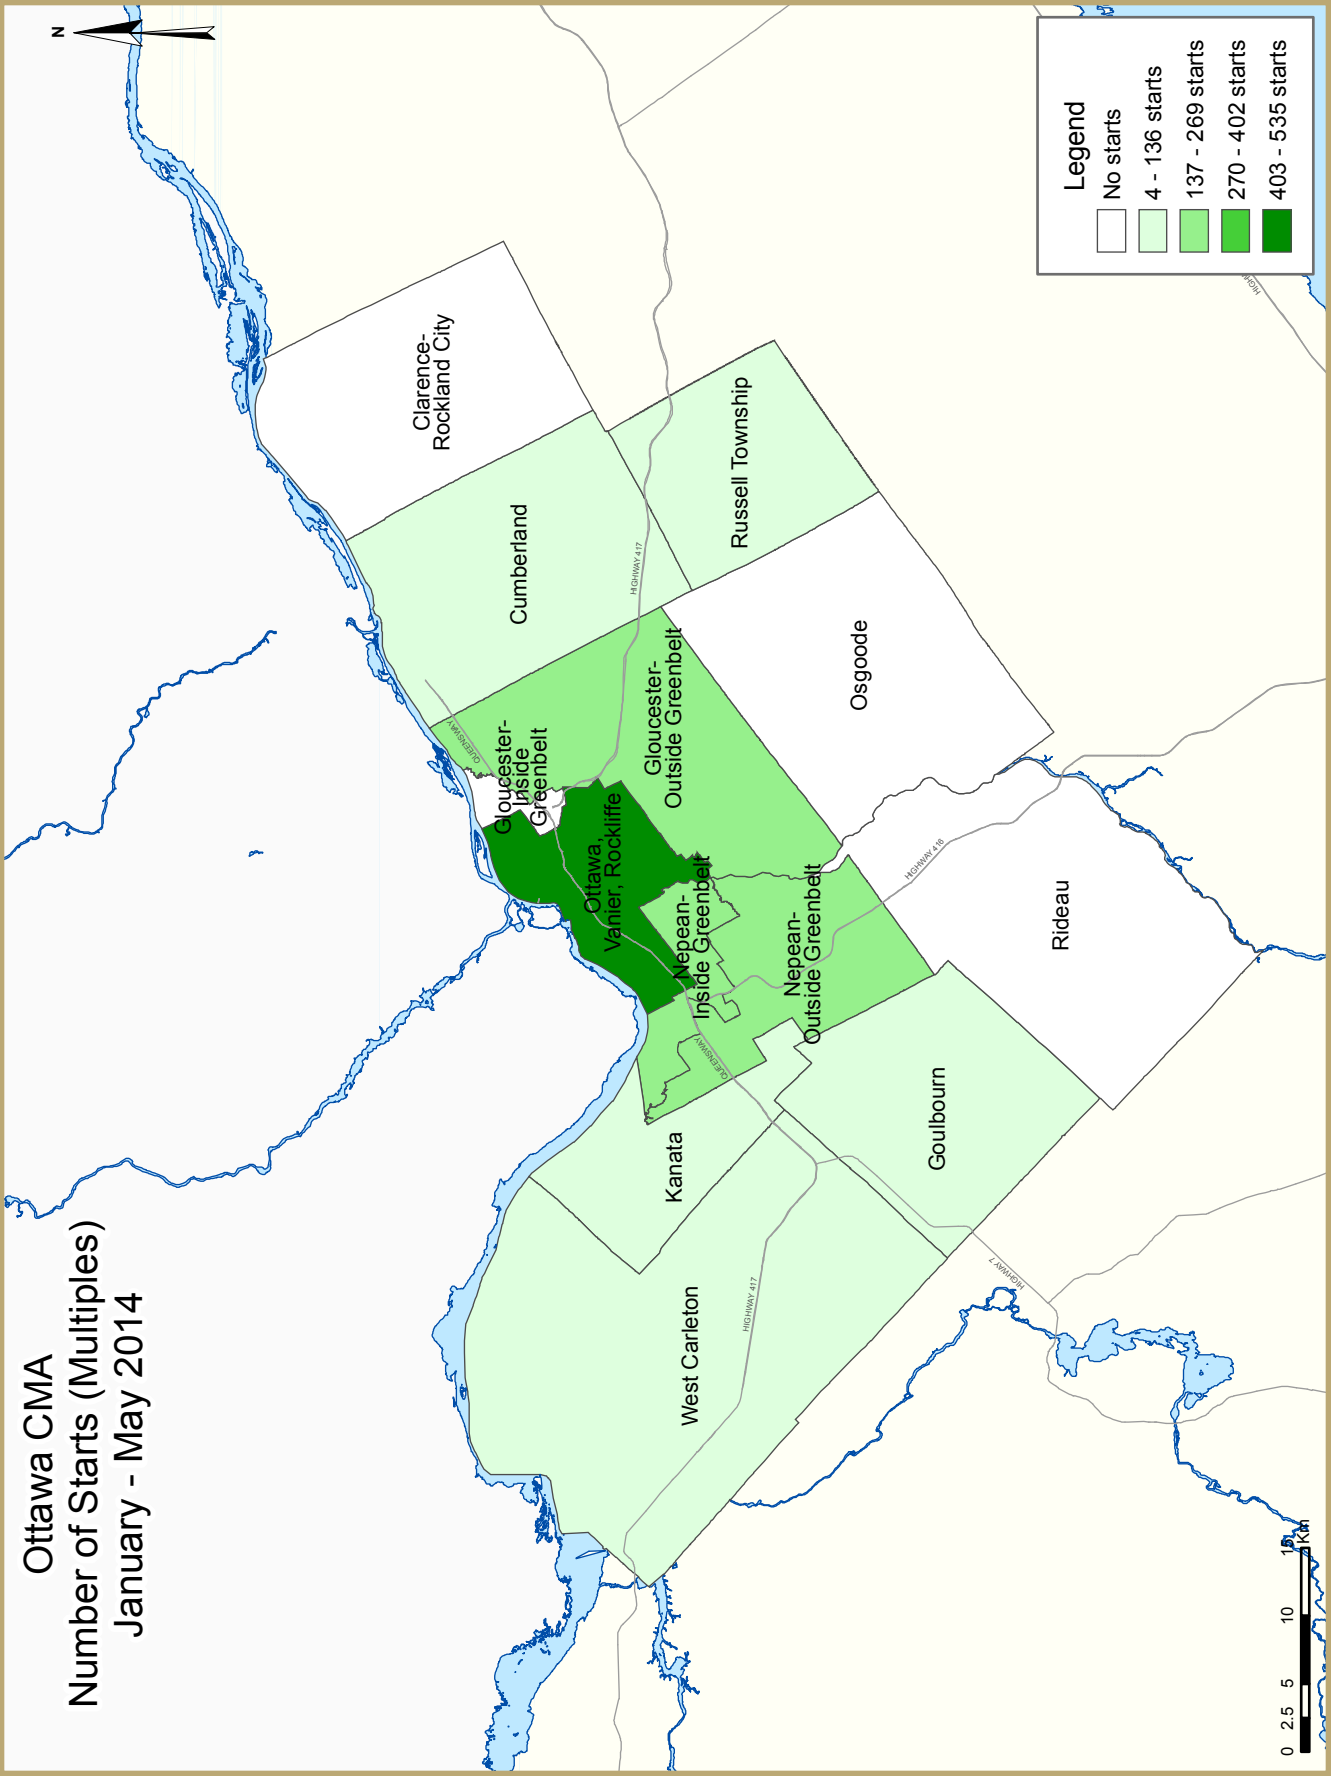 Ottawa CMA
Number of Starts (Multiples)
January - May 2014
N
Legend
No starts
4 - 136 starts
137 - 269 starts
270 - 402 starts
403 - 535 starts
Clarence-
Rockland City
Cumberland
Russell Township
HIGHWAY 417
QUEENSWAY
Gloucester-
Inside
Greenbelt
Gloucester-
Outside Greenbelt
Osgoode
Ottawa,
Vanier, Rockliffe
Nepean-
Inside Greenbelt
Nepean-
Outside Greenbelt
HIGHWAY 416
Rideau
QUEENSWAY
Kanata
Goulbourn
West Carleton
HIGHWAY 417
HIGHWAY 7
0 2.5 5 10 15
Km